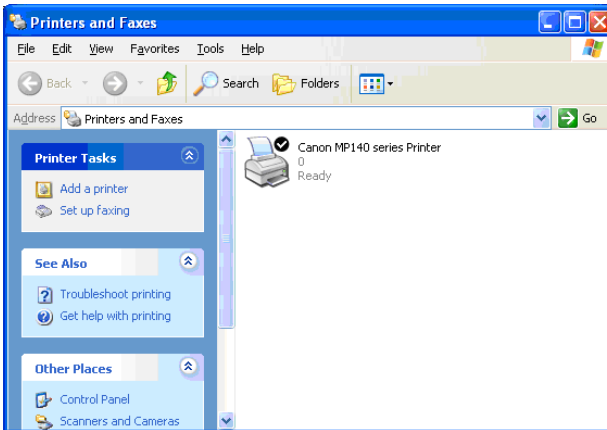 Printers and Faxes
File Edit View Favorites Tools Help
Back Search Folders
Address Printers and Faxes Go
Printer Tasks
Add a printer
Set up faxing
See Also
Troubleshoot printing
Get help with printing
Other Places
Control Panel
Scanners and Cameras
Canon MP140 series Printer
0
Ready